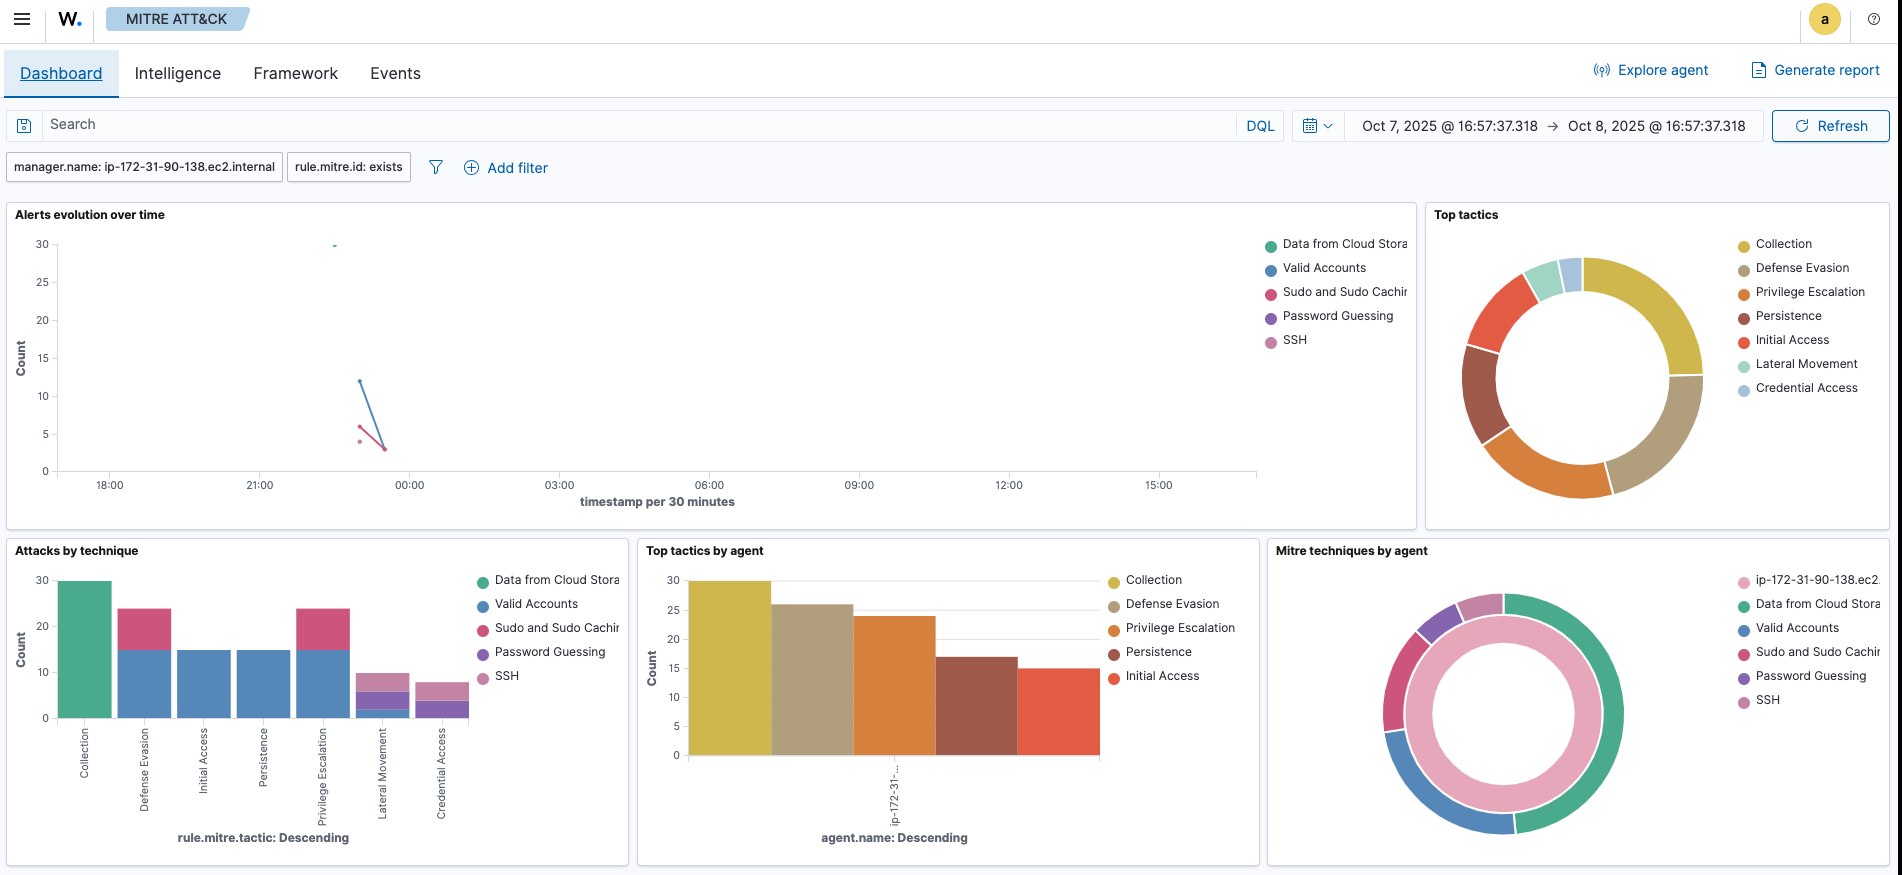 W.
MITRE ATT&CK
a
Dashboard
Intelligence
Framework
Events
Explore agent
Generate report
Search
DQL
Oct 7, 2025 @ 16:57:37.318 → Oct 8, 2025 @ 16:57:37.318
Refresh
manager.name: ip-172-31-90-138.ec2.internal
rule.mitre.id: exists
Add filter
Alerts evolution over time
30
25
20
15
10
5
0
Count
18:00
21:00
00:00
03:00
06:00
09:00
12:00
15:00
timestamp per 30 minutes
Data from Cloud Stora
Valid Accounts
Sudo and Sudo Cachir
Password Guessing
SSH
Top tactics
Collection
Defense Evasion
Privilege Escalation
Persistence
Initial Access
Lateral Movement
Credential Access
Attacks by technique
30
20
10
0
Count
Collection
Defense Evasion
Initial Access
Persistence
Privilege Escalation
Lateral Movement
Credential Access
rule.mitre.tactic: Descending
Data from Cloud Stora
Valid Accounts
Sudo and Sudo Cachir
Password Guessing
SSH
Top tactics by agent
30
25
20
15
10
5
0
Count
ip-172-31-...
agent.name: Descending
Collection
Defense Evasion
Privilege Escalation
Persistence
Initial Access
Mitre techniques by agent
ip-172-31-90-138.ec2.
Data from Cloud Stora
Valid Accounts
Sudo and Sudo Cachir
Password Guessing
SSH